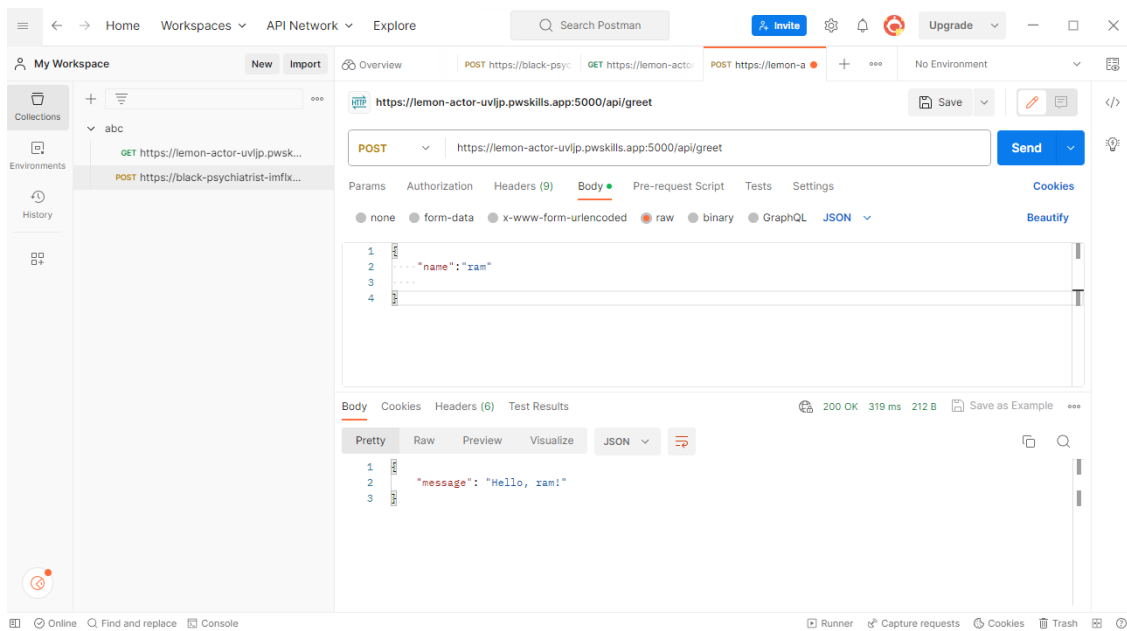 Home Workspaces API Network Explore Search Postman Invite Upgrade
My Workspace New Import Overview POST https://black-psyc GET https://lemon-actor POST https://lemon-a No Environment
Collections
Environments
History
abc
GET https://lemon-actor-uvljp.pwsk...
POST https://black-psychiatrist-imflx...
HTTP https://lemon-actor-uvljp.pwskills.app:5000/api/greet Save
POST https://lemon-actor-uvljp.pwskills.app:5000/api/greet Send
Params Authorization Headers (9) Body Pre-request Script Tests Settings Cookies
none form-data x-www-form-urlencoded raw binary GraphQL JSON Beautify
1 {
2 "name":"ram"
3
4 }
Body Cookies Headers (6) Test Results 200 OK 319 ms 212 B Save as Example
Pretty Raw Preview Visualize JSON
1 {
2 "message": "Hello, ram!"
3 }
Online Find and replace Console Runner Capture requests Cookies Trash